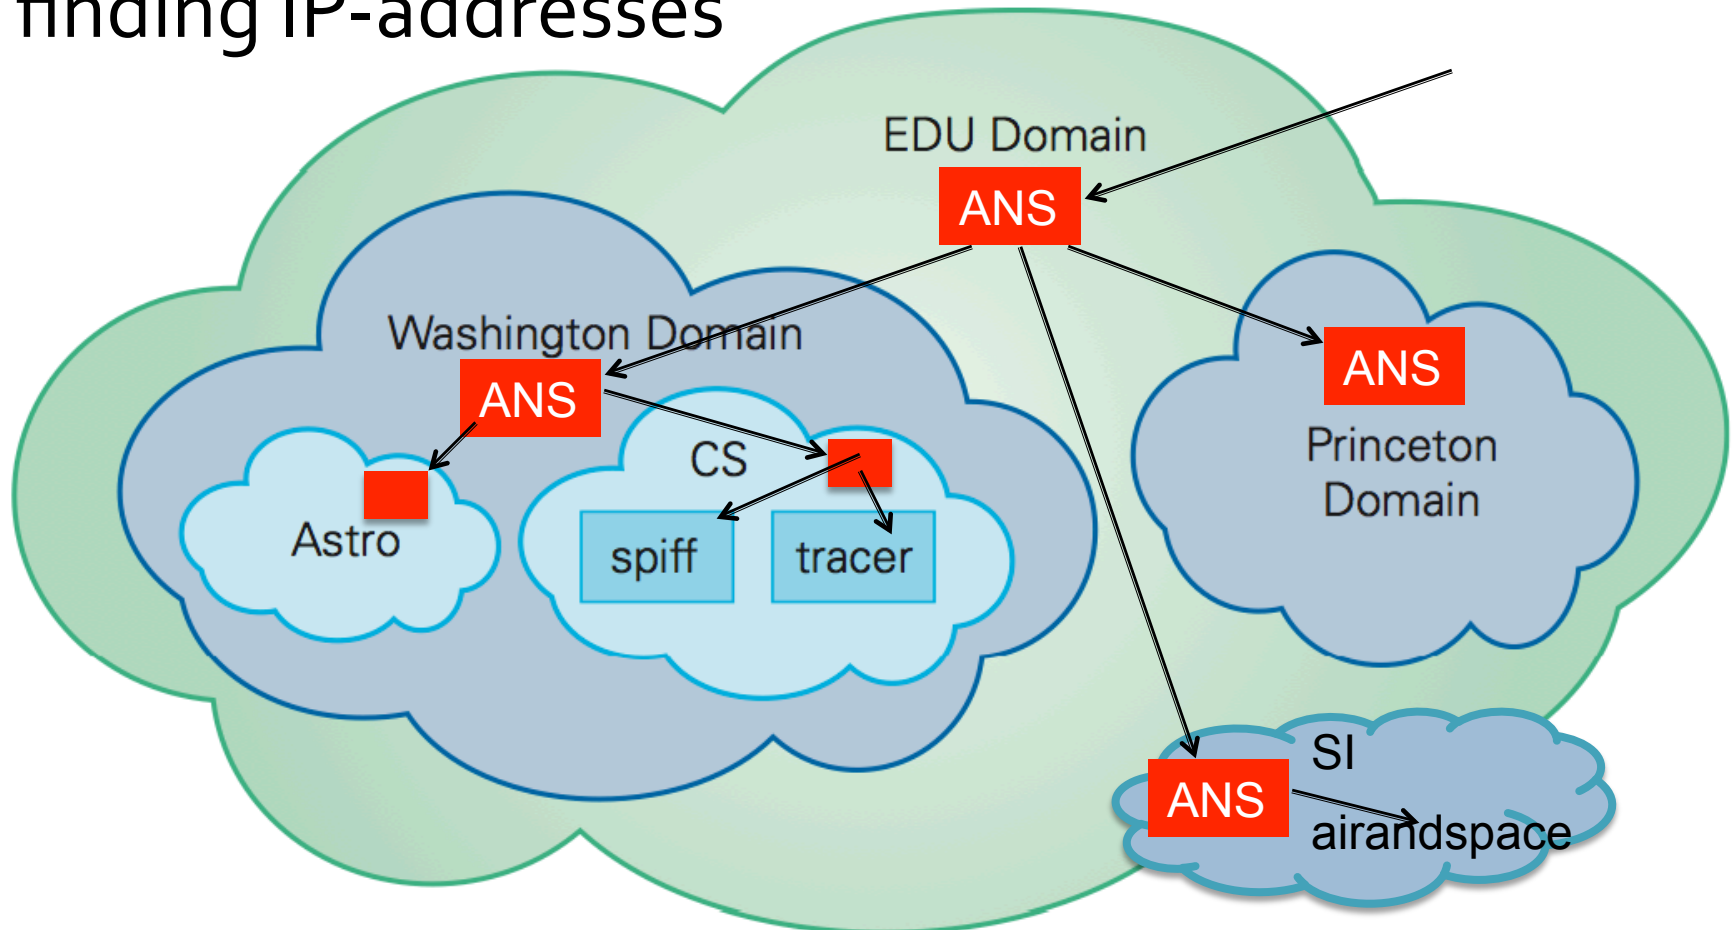 finding IP-addresses
EDU Domain
ANS
Washington Domain
ANS
ANS
CS
Princeton
Domain
Astro
spiff
tracer
SI
ANS
airandspace